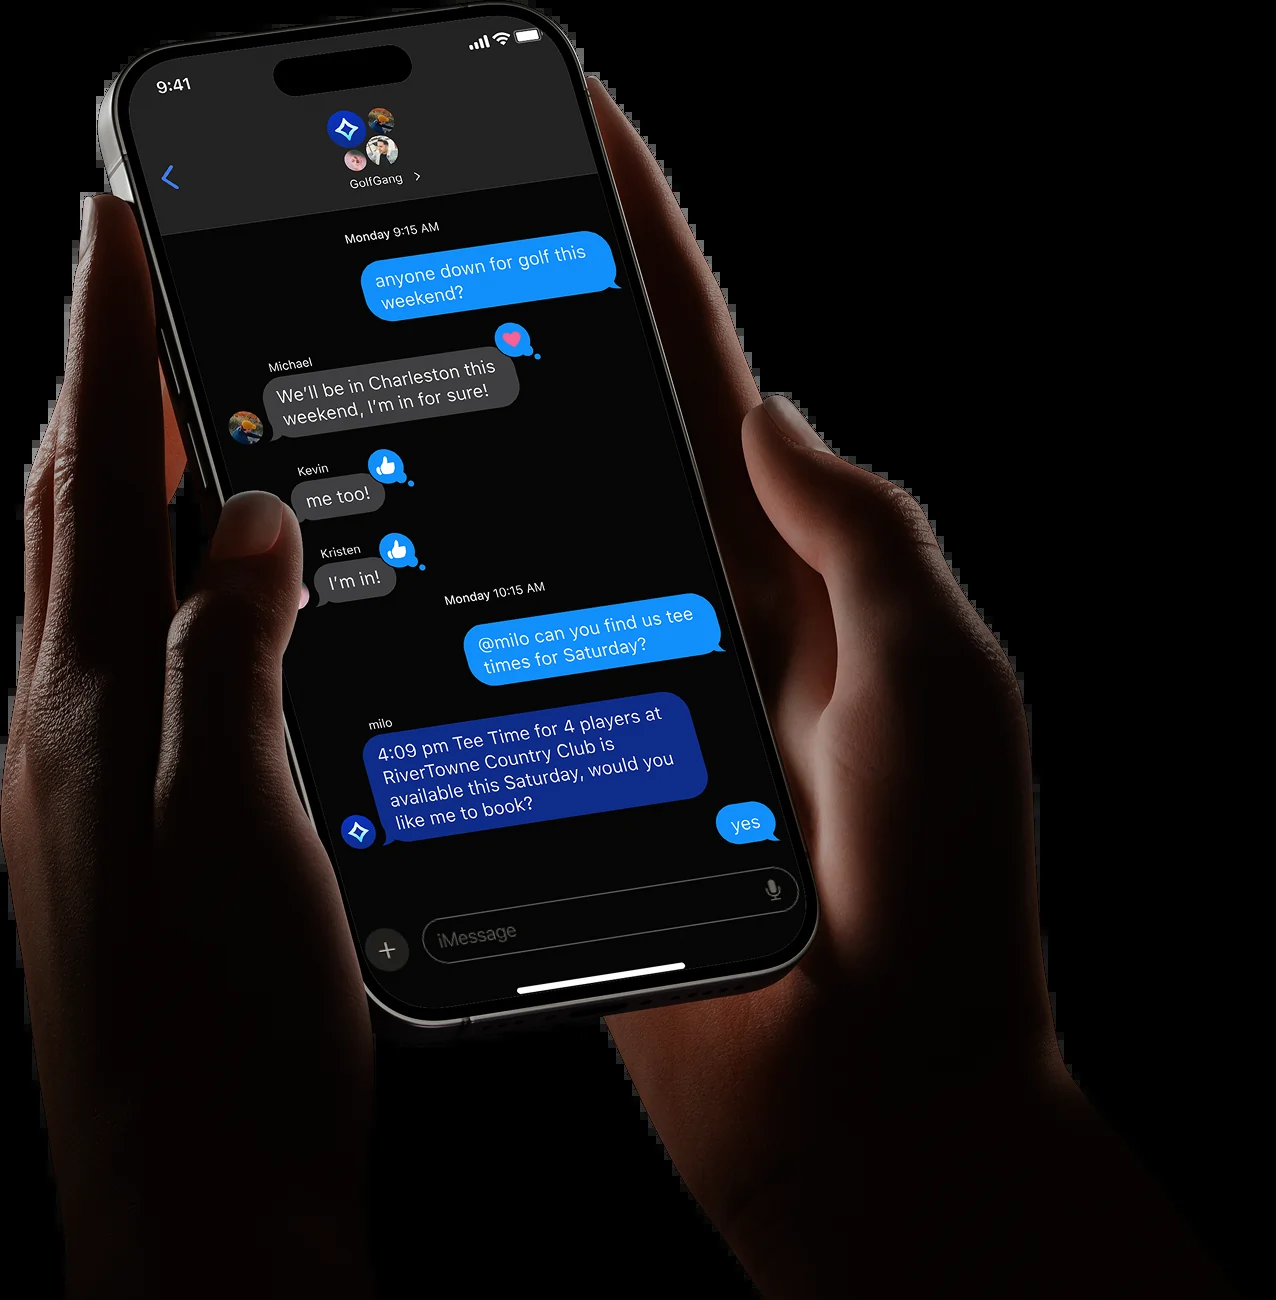 9:41
GolfGang
Monday 9:15 AM
anyone down for golf this
weekend?
Michael
We'll be in Charleston this
weekend, I'm in for sure!
Kevin
me too!
Kristen
I'm in!
Monday 10:15 AM
@milo can you find us tee
times for Saturday?
milo
4:09 pm Tee Time for 4 players at
RiverTowne Country Club is
available this Saturday, would you
like me to book?
yes
iMessage